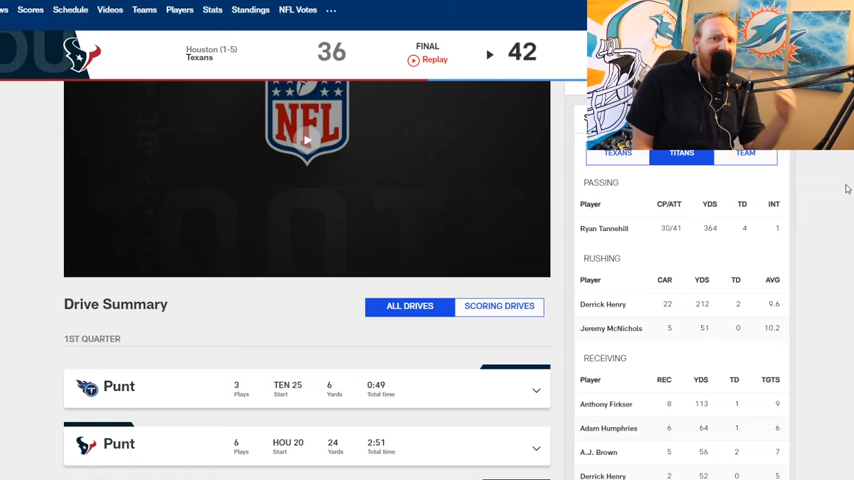 ws Scores Schedule Videos Teams Players Stats Standings NFL Votes ...
OU
Houston (1-5)
Texans
36
FINAL
Replay
42
NFL
Drive Summary
ALL DRIVES SCORING DRIVES
1ST QUARTER
Punt
3 TEN 25 6 0:49
Plays Start Yards Total time
Punt
6 HOU 20 24 2:51
Plays Start Yards Total time
TEXANS TITANS TEAM
PASSING
Player CP/ATT YDS TD INT
Ryan Tannehill 30/41 364 4 1
RUSHING
Player CAR YDS TD AVG
Derrick Henry 22 212 2 9.6
Jeremy McNichols 5 51 0 10.2
RECEIVING
Player REC YDS TD TGTS
Anthony Firkser 8 113 1 9
Adam Humphries 6 64 1 6
A.J. Brown 5 56 2 7
Derrick Henry 2 52 0 5